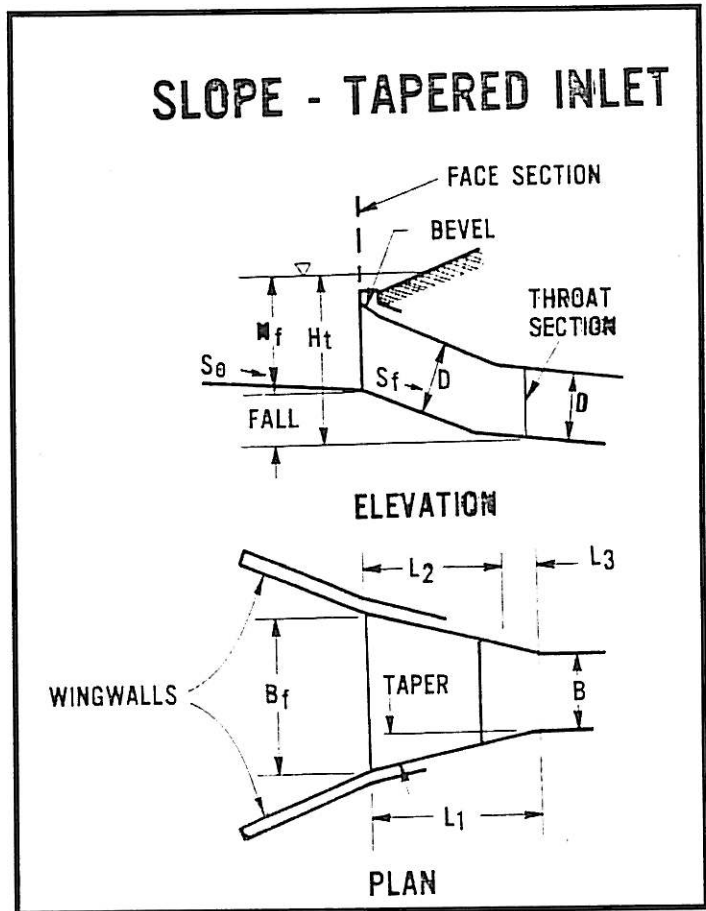 SLOPE - TAPERED INLET
FACE SECTION
BEVEL
THROAT
SECTION
Hf
Ht
So
Sf
D
D
FALL
ELEVATION
L2
L3
WINGWALLS
Bf
TAPER
B
L1
PLAN